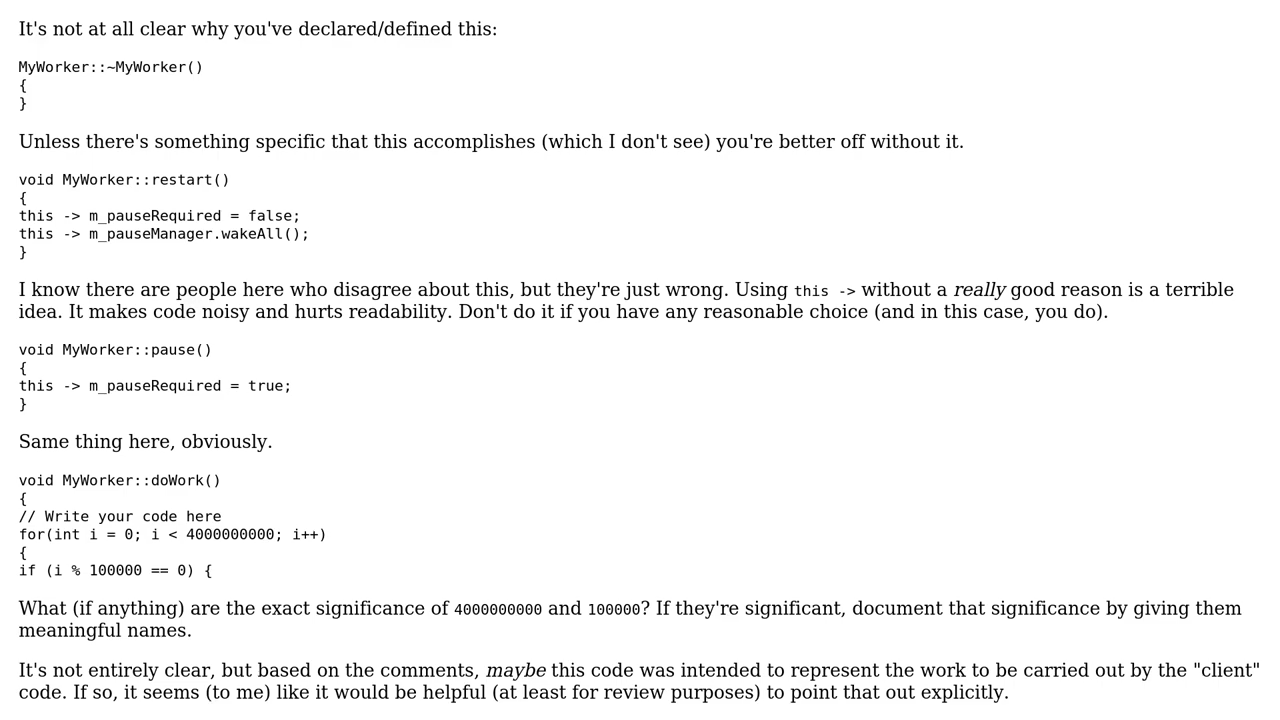 It's not at all clear why you've declared/defined this:
MyWorker::~MyWorker()
{
}
Unless there's something specific that this accomplishes (which I don't see) you're better off without it.
void MyWorker::restart()
{
this -> m_pauseRequired = false;
this -> m_pauseManager.wakeAll();
}
I know there are people here who disagree about this, but they're just wrong. Using this -> without a really good reason is a terrible
idea. It makes code noisy and hurts readability. Don't do it if you have any reasonable choice (and in this case, you do).
void MyWorker::pause()
{
this -> m_pauseRequired = true;
}
Same thing here, obviously.
void MyWorker::doWork()
{
// Write your code here
for(int i = 0; i < 4000000000; i++)
{
if (i % 100000 == 0) {
What (if anything) are the exact significance of 4000000000 and 100000? If they're significant, document that significance by giving them
meaningful names.
It's not entirely clear, but based on the comments, maybe this code was intended to represent the work to be carried out by the "client"
code. If so, it seems (to me) like it would be helpful (at least for review purposes) to point that out explicitly.